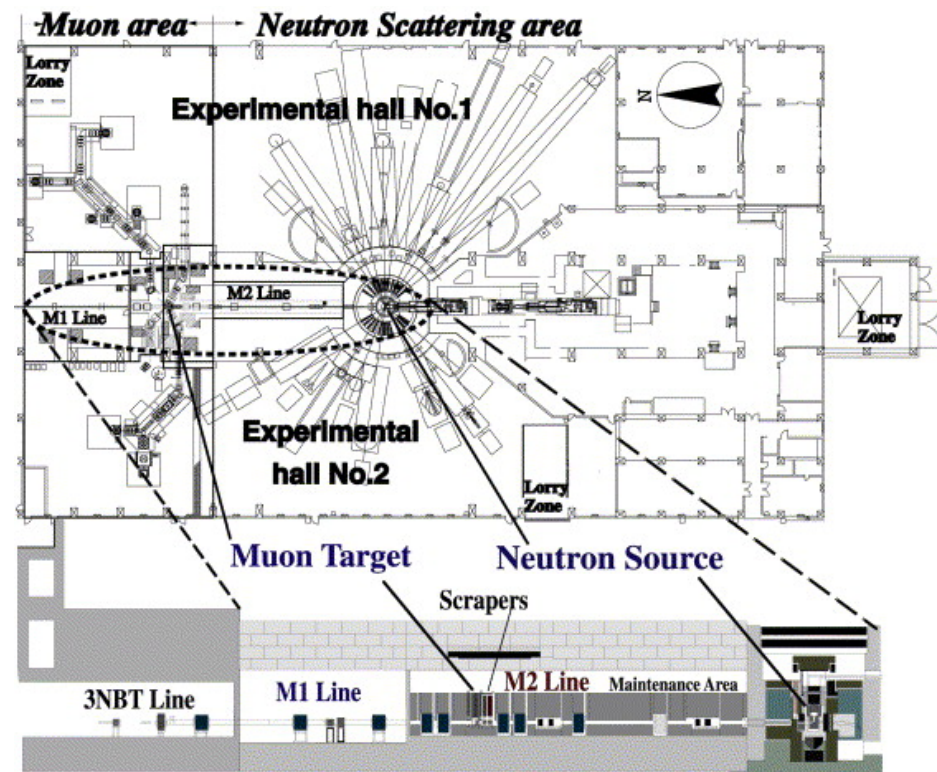 Muon area
Neutron Scattering area
Lorry
Zone
Experimental hall No.1
N
M2 Line
M1 Line
Lorry
Zone
Experimental
hall No.2
Lorry
Zone
Muon Target
Neutron Source
Scrapers
3NBT Line
M1 Line
M2 Line
Maintenance Area